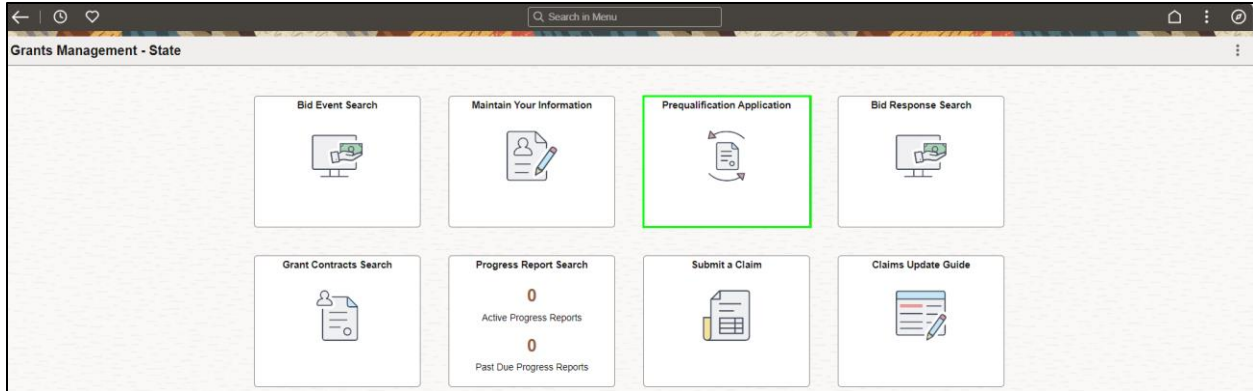 Search in Menu
Grants Management - State
Bid Event Search
Maintain Your Information
Prequalification Application
Bid Response Search
Grant Contracts Search
Progress Report Search
Submit a Claim
Claims Update Guide
0
Active Progress Reports
0
Past Due Progress Reports